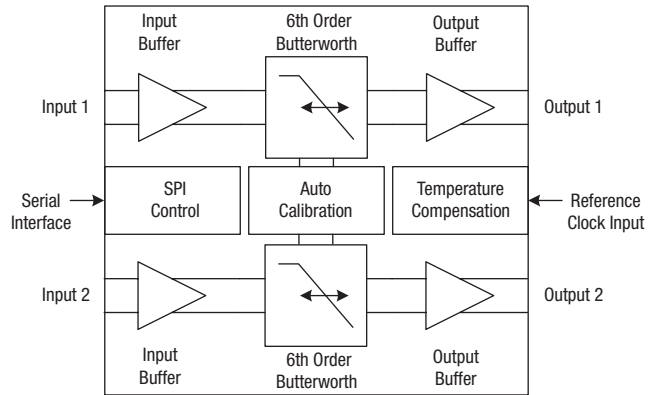 Input
Buffer
6th Order
Butterworth
Output
Buffer
Input 1
Output 1
Serial
Interface
SPI
Control
Auto
Calibration
Temperature
Compensation
Reference
Clock Input
Input 2
Output 2
Input
Buffer
6th Order
Butterworth
Output
Buffer